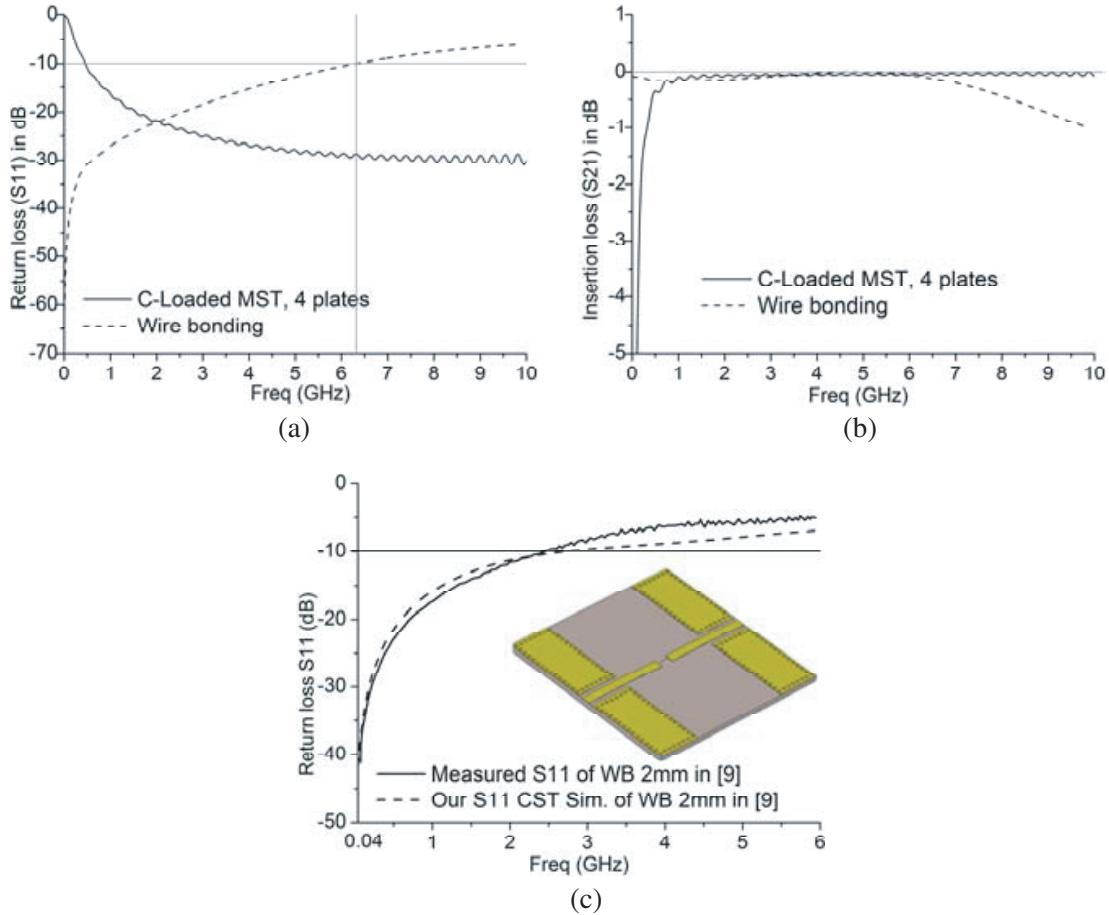 0
-10
-20
-30
-40
-50
-60
-70
Return loss (S11) in dB
C-Loaded MST, 4 plates
Wire bonding
0 1 2 3 4 5 6 7 8 9 10
Freq (GHz)
(a)
1
0
-1
-2
-3
-4
-5
Insertion loss (S21) in dB
C-Loaded MST, 4 plates
Wire bonding
0 1 2 3 4 5 6 7 8 9 10
Freq (GHz)
(b)
0
-10
-20
-30
-40
-50
Return loss S11 (dB)
Measured S11 of WB 2mm in [9]
Our S11 CST Sim. of WB 2mm in [9]
0.04 1 2 3 4 5 6
Freq (GHz)
(c)